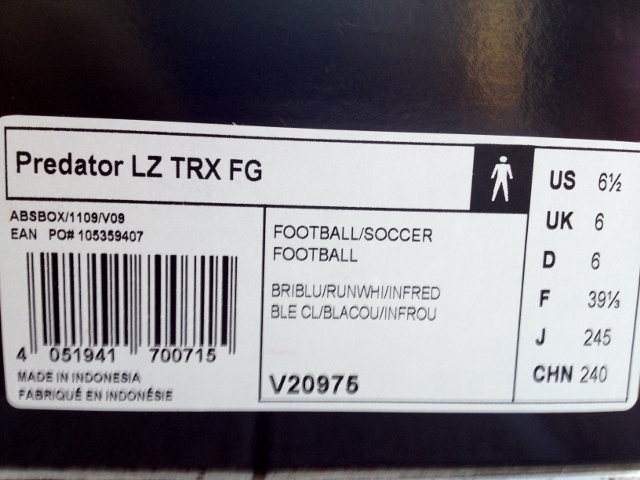 Predator LZ TRX FG
ABSBOX/1109/V09
EAN PO# 105359407
4 051941 700715
MADE IN INDONESIA
FABRIQUÉ EN INDONÉSIE
FOOTBALL/SOCCER
FOOTBALL
BRIBLU/RUNWHI/INFRED
BLE CL/BLACOU/INFROU
V20975
US 6½
UK 6
D 6
F 39⅓
J 245
CHN 240